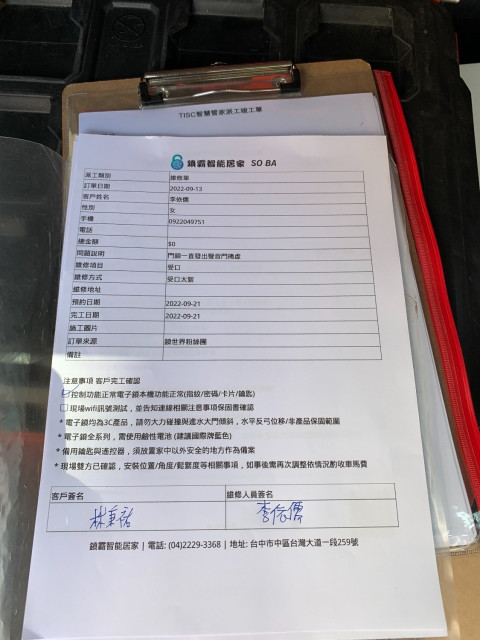 TISC智慧管家派工竣工單
鎖霸智能居家 SO BA
派工類別 維修單
訂單日期 2022-09-13
客戶姓名 李依儒
性別 女
手機 0922049751
電話
總金額 $0
問題說明 門鎖一直發出聲音門磁虛
維修項目 受口
維修方式 受口太緊
維修地址
預約日期 2022-09-21
完工日期 2022-09-21
施工圖片
訂單來源 鎖世界粉絲團
備註
注意事項 客戶完工確認
控制功能正常電子鎖本機功能正常(指紋/密碼/卡片/鑰匙)
現場wifi訊號測試，並告知連線相關注意事項保固書確認
* 電子鎖均為3C產品，請勿大力碰撞與進水大門傾斜，水平反弓位移/非產品保固範圍
* 電子鎖全系列，需使用鹼性電池 (建議國際牌藍色)
* 備用鑰匙與遙控器，須放置家中以外安全的地方作為備案
* 現場雙方已確認，安裝位置/角度/鬆緊度等相關事項，如事後需再次調整依情況酌收車馬費
客戶簽名 維修人員簽名
林秉祐 李依儒
鎖霸智能居家 | 電話: (04)2229-3368 | 地址: 台中市中區台灣大道一段259號